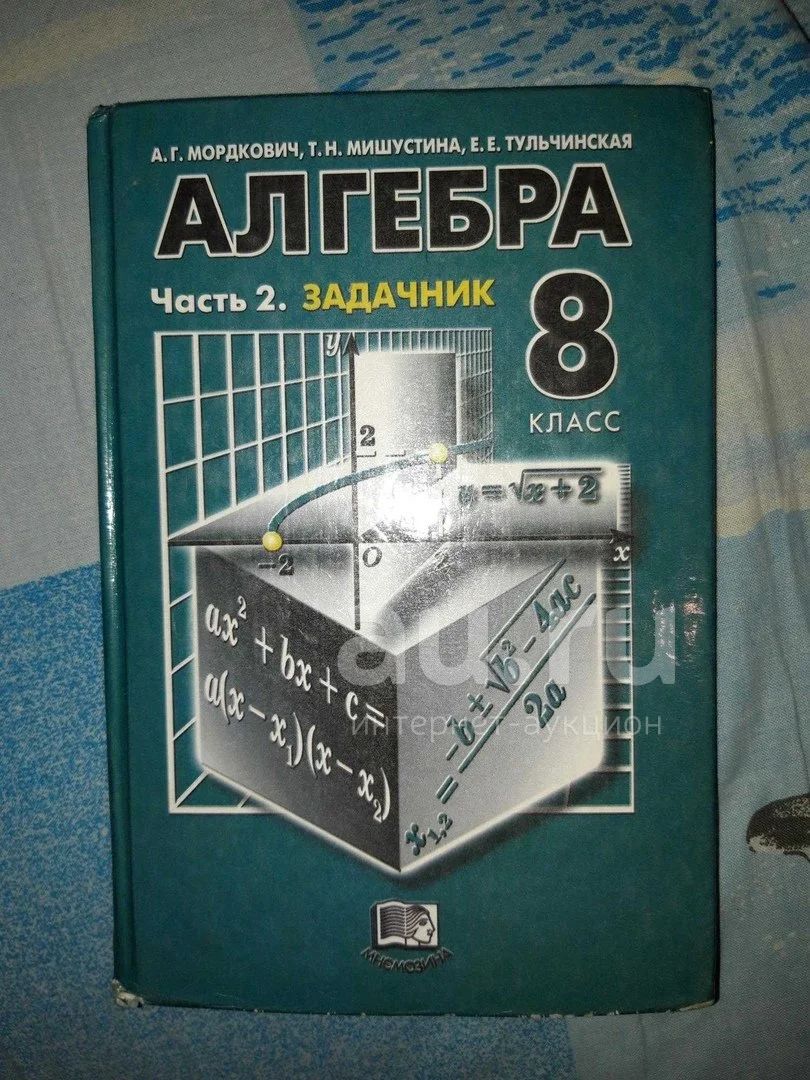 А. Г. МОРДКОВИЧ, Т. Н. МИШУСТИНА, Е. Е. ТУЛЬЧИНСКАЯ
АЛГЕБРА
Часть 2. ЗАДАЧНИК
8
КЛАСС
y
2
u = √x + 2
-2
O
2
x
ax² + bx + c =
a(x – x₁)(x – x₂)
x₁,₂ = -b ± √b² – 4ac / 2a
au.ru
интернет-аукцион
МНЕМОЗИНА